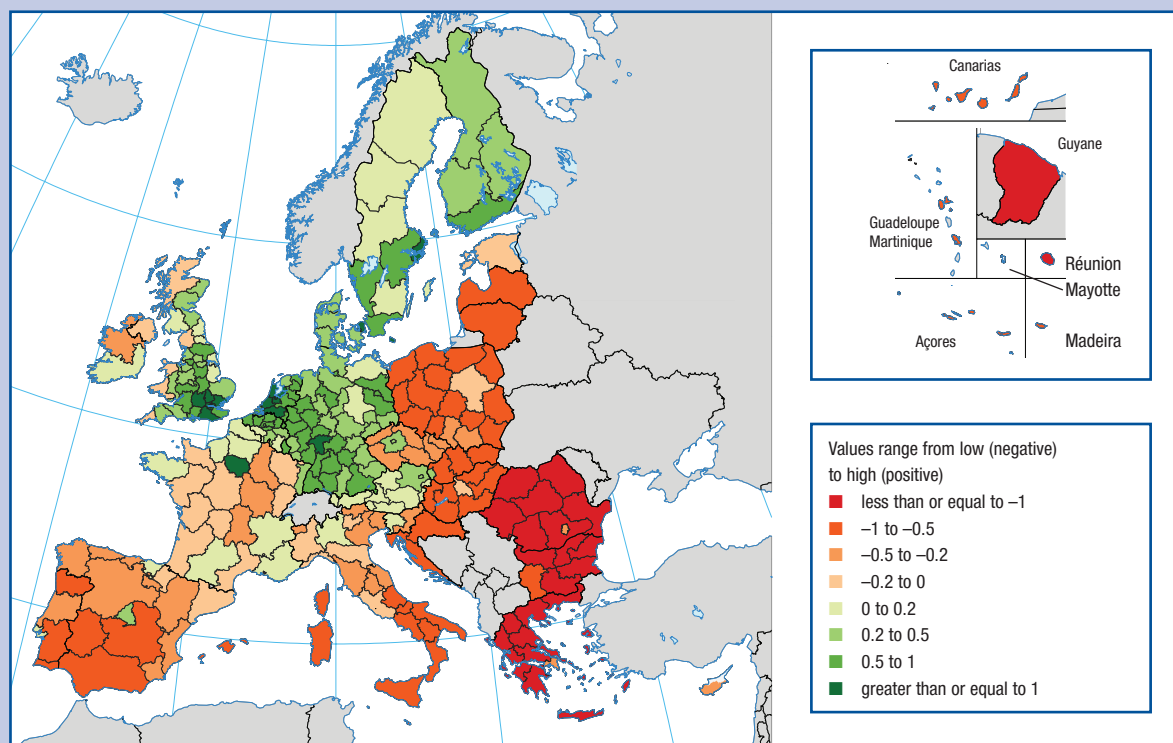 Canarias
Guyane
Guadeloupe
Martinique
Réunion
Mayotte
Açores
Madeira
Values range from low (negative)
to high (positive)
less than or equal to –1
–1 to –0.5
–0.5 to –0.2
–0.2 to 0
0 to 0.2
0.2 to 0.5
0.5 to 1
greater than or equal to 1